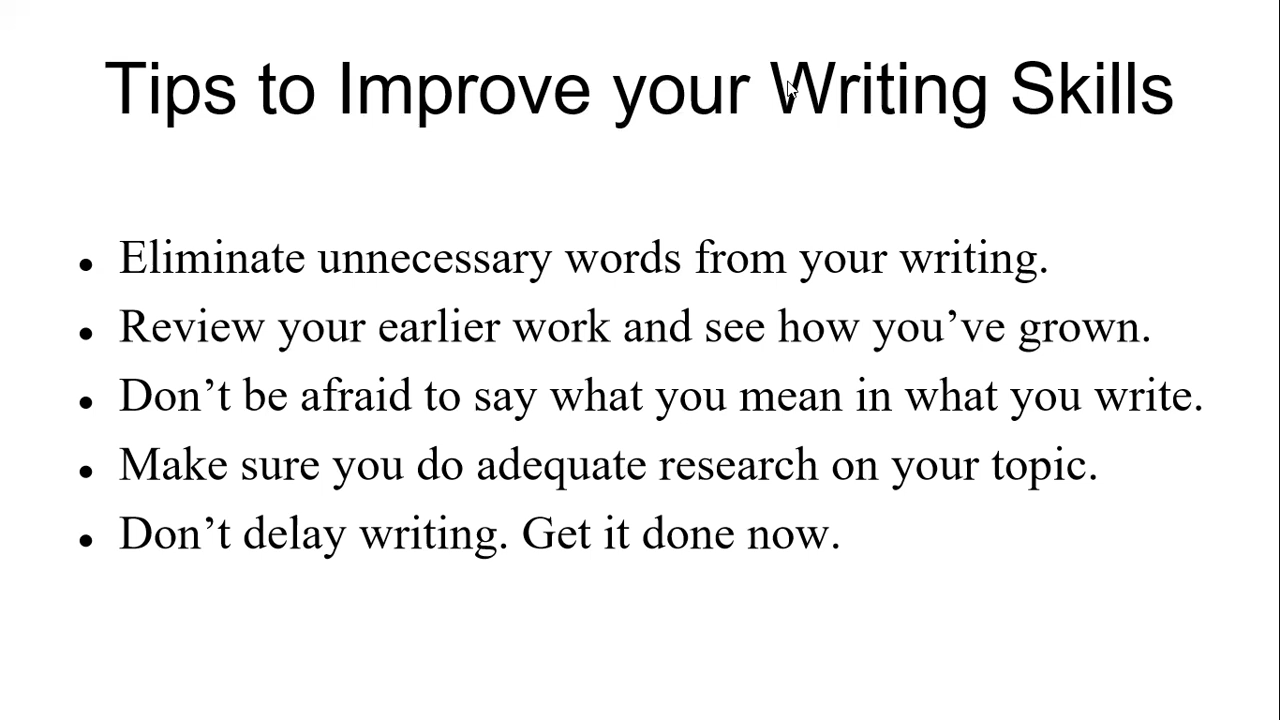 Tips to Improve your Writing Skills
• Eliminate unnecessary words from your writing.
• Review your earlier work and see how you’ve grown.
• Don’t be afraid to say what you mean in what you write.
• Make sure you do adequate research on your topic.
• Don’t delay writing. Get it done now.